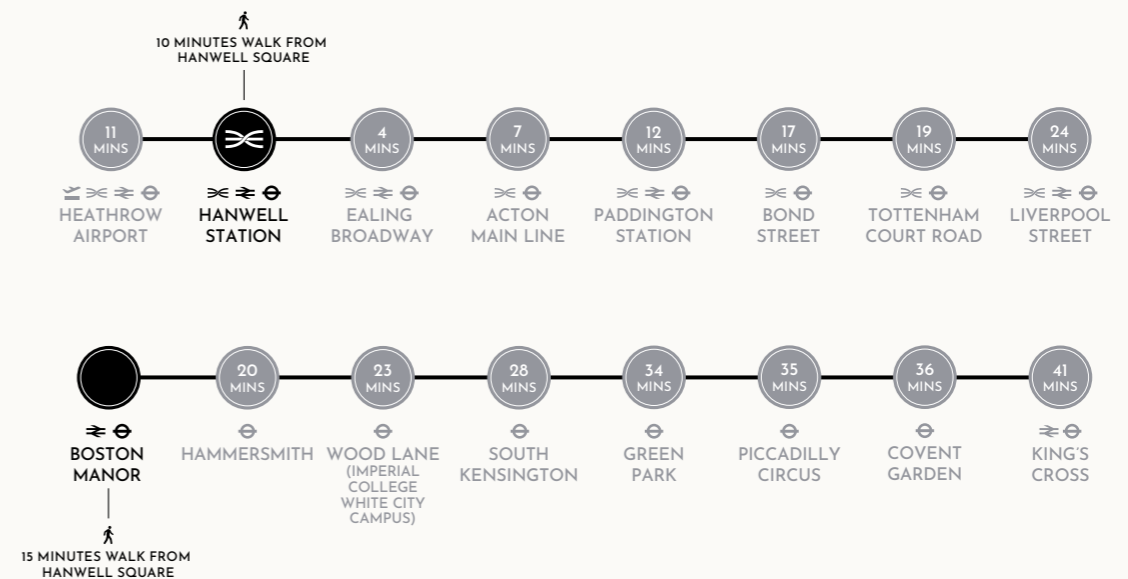 10 MINUTES WALK FROM
HANWELL SQUARE
11
MINS
4
MINS
7
MINS
12
MINS
17
MINS
19
MINS
24
MINS
HEATHROW
AIRPORT
HANWELL
STATION
EALING
BROADWAY
ACTON
MAIN LINE
PADDINGTON
STATION
BOND
STREET
TOTTENHAM
COURT ROAD
LIVERPOOL
STREET
20
MINS
23
MINS
28
MINS
34
MINS
35
MINS
36
MINS
41
MINS
BOSTON
MANOR
HAMMERSMITH
WOOD LANE
(IMPERIAL
COLLEGE
WHITE CITY
CAMPUS)
SOUTH
KENSINGTON
GREEN
PARK
PICCADILLY
CIRCUS
COVENT
GARDEN
KING'S
CROSS
15 MINUTES WALK FROM
HANWELL SQUARE